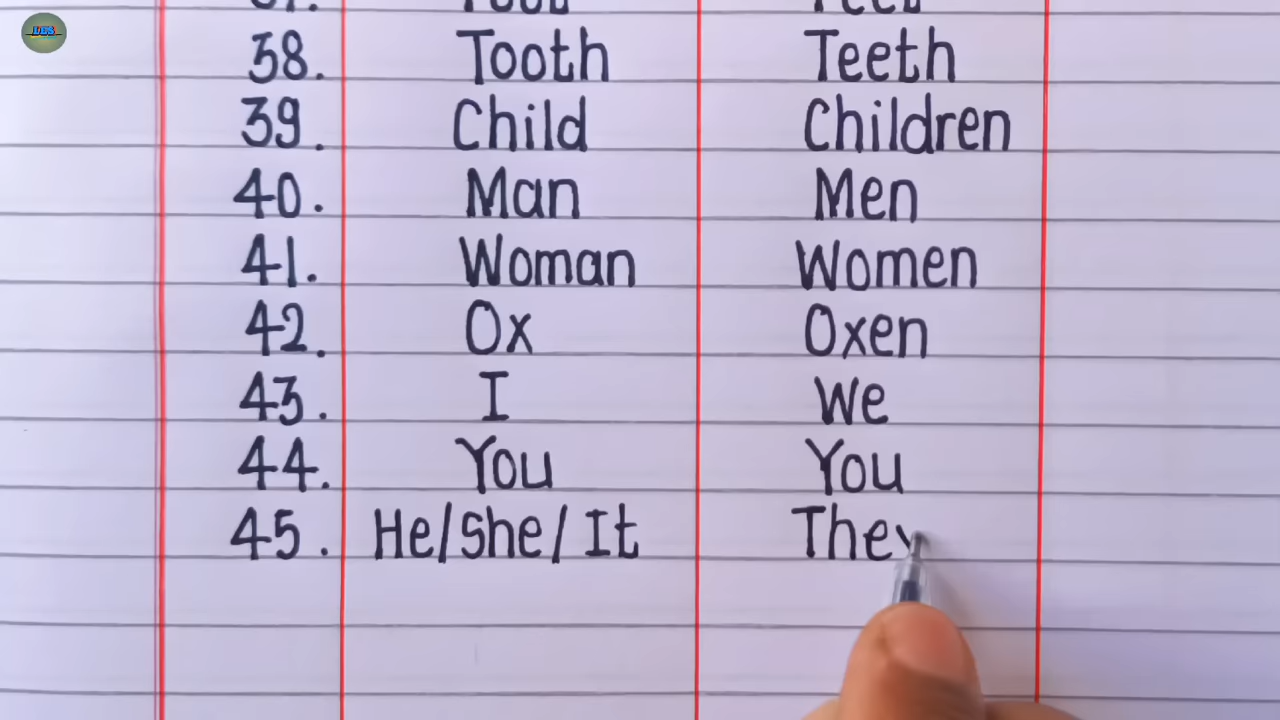 38. Tooth Teeth
39. Child Children
40. Man Men
41. Woman Women
42. Ox Oxen
43. I We
44. You You
45. He/She/It They